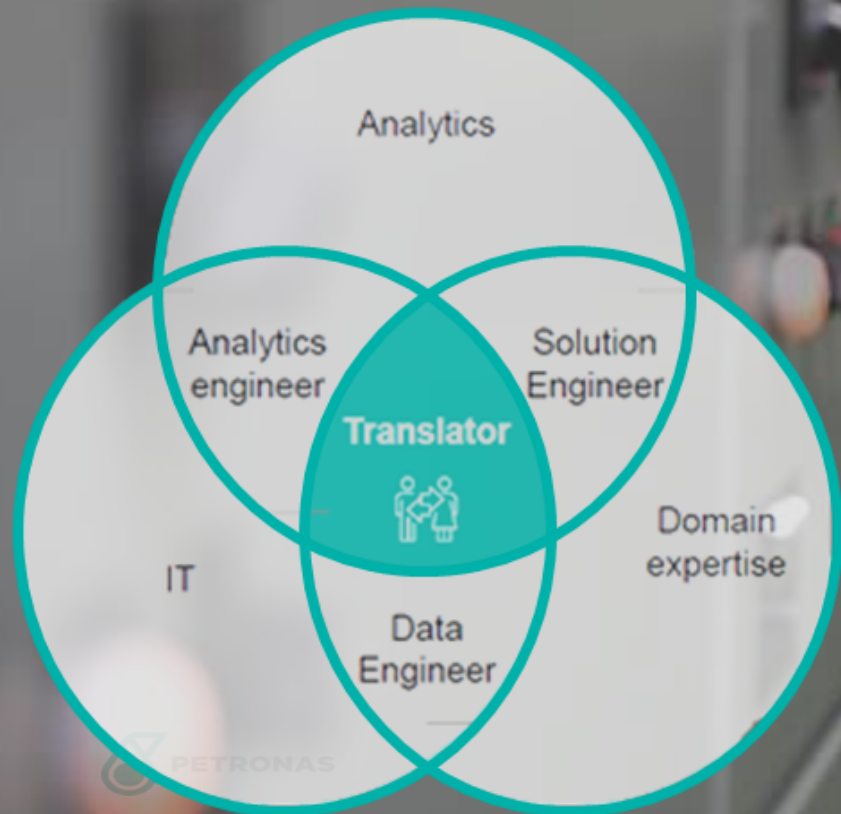 Analytics
Analytics
engineer
Solution
Engineer
Translator
Domain
expertise
IT
Data
Engineer
PETRONAS